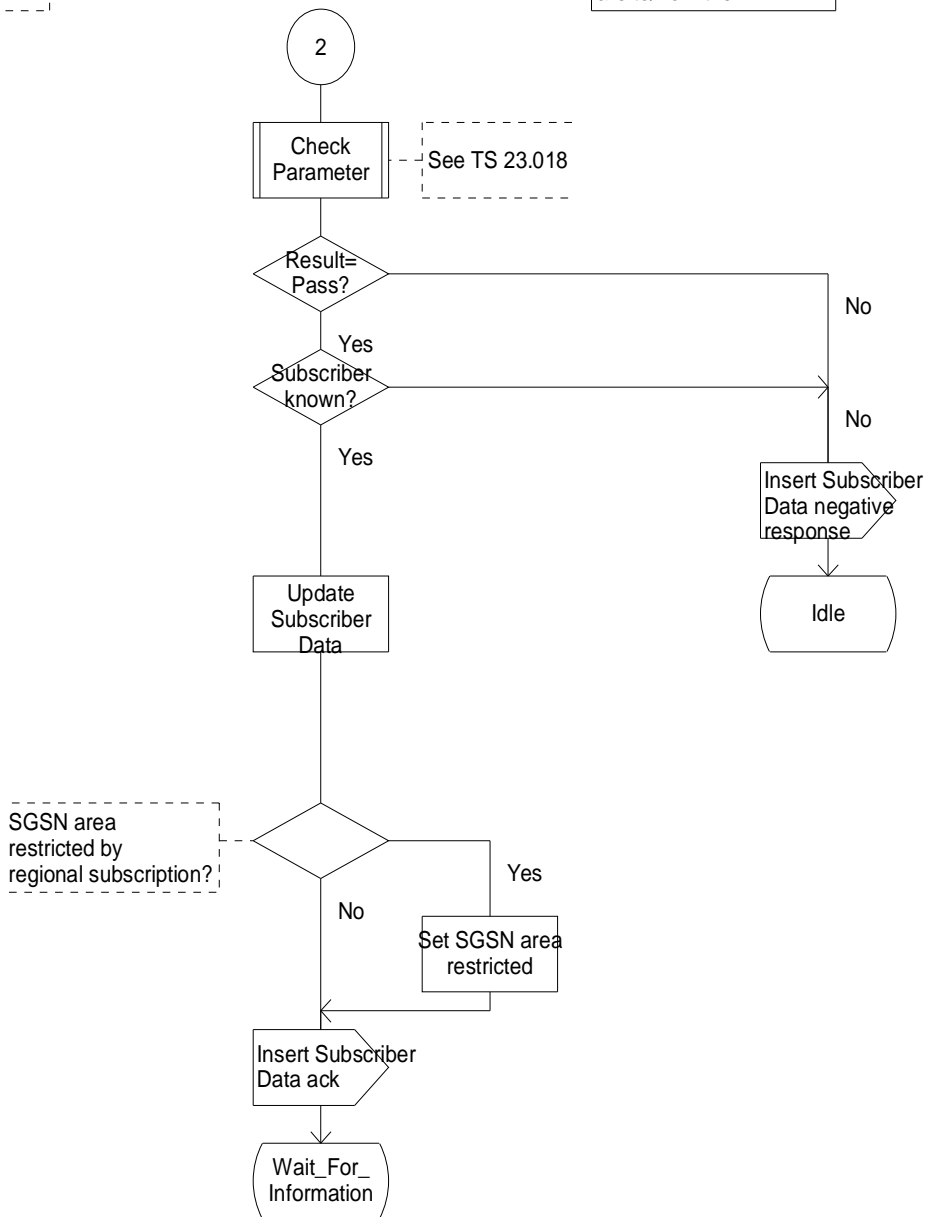 2
Check
Parameter
See TS 23.018
Result=
Pass?
No
Yes
Subscriber
known?
No
Yes
Insert Subscriber
Data negative
response
Update
Subscriber
Data
Idle
SGSN area
restricted by
regional subscription?
Yes
No
Set SGSN area
restricted
Insert Subscriber
Data ack
Wait_For_
Information